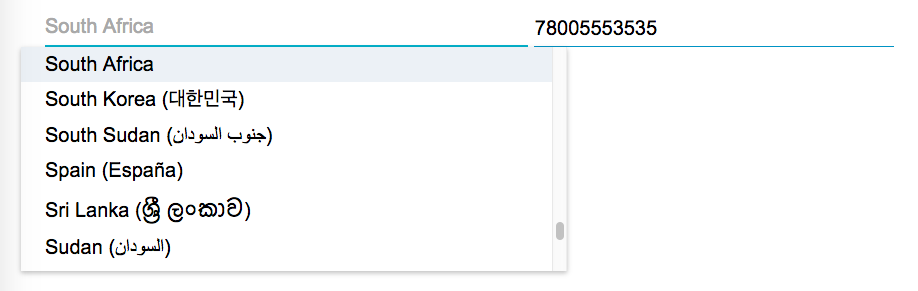 South Africa 78005553535
South Africa
South Korea (대한민국)
South Sudan (جنوب السودان)
Spain (España)
Sri Lanka (ශ්‍රී ලංකාව)
Sudan (السودان)